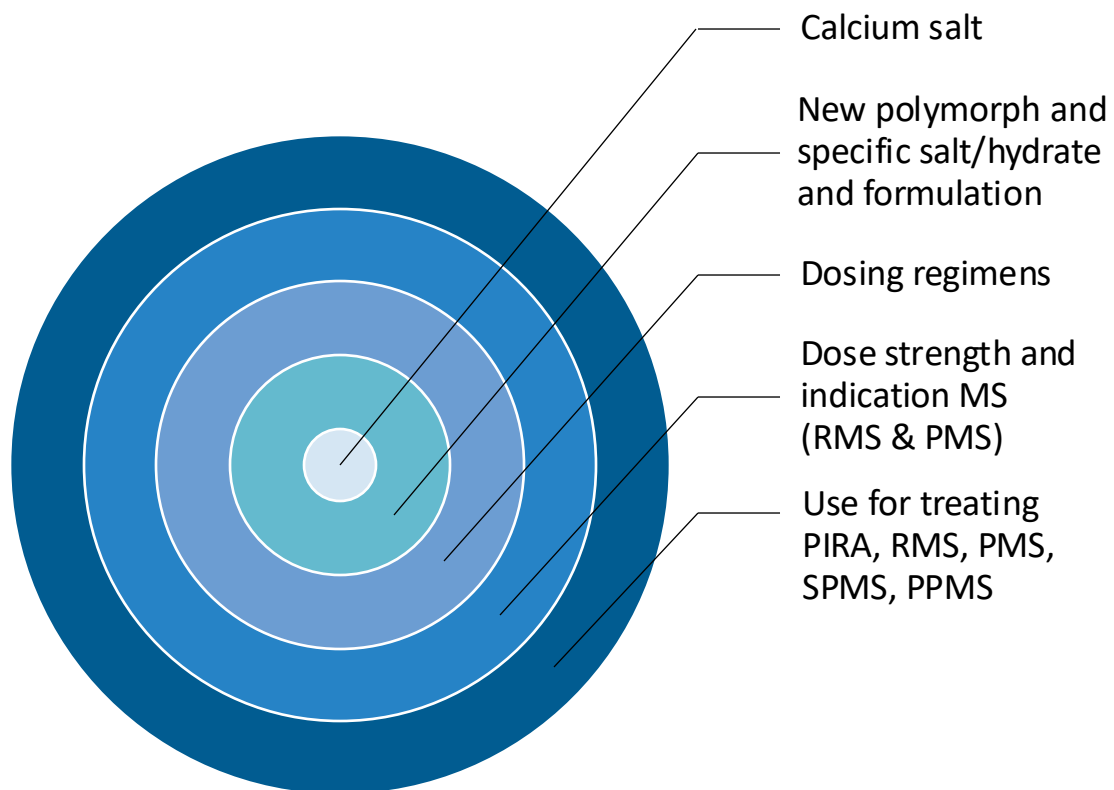 Calcium salt
New polymorph and
specific salt/hydrate
and formulation
Dosing regimens
Dose strength and
indication MS
(RMS & PMS)
Use for treating
PIRA, RMS, PMS,
SPMS, PPMS